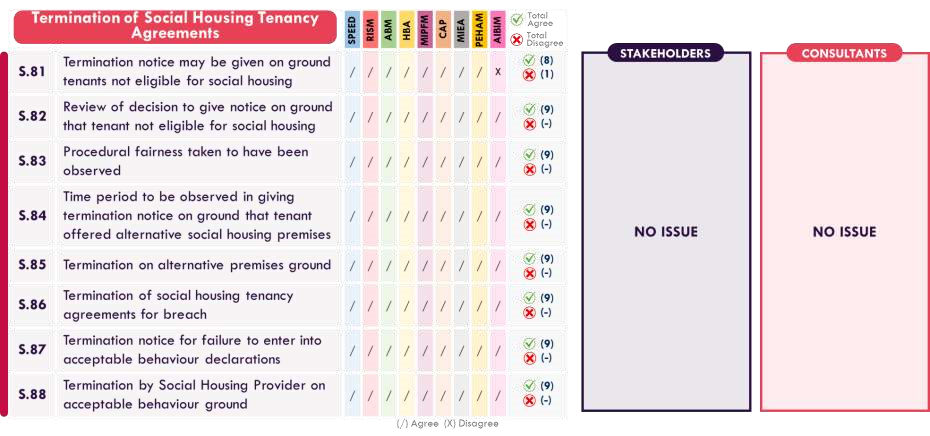 Termination of Social Housing Tenancy
Agreements
SPEED RISM ABM HBA MIPFM CAP MIEA PEHAM AIBIM
Total
Agree
Total
Disagree
S.81
Termination notice may be given on ground
tenants not eligible for social housing
/ / / / / / / / X
(8)
(1)
S.82
Review of decision to give notice on ground
that tenant not eligible for social housing
/ / / / / / / / /
(9)
(-)
S.83
Procedural fairness taken to have been
observed
/ / / / / / / / /
(9)
(-)
S.84
Time period to be observed in giving
termination notice on ground that tenant
offered alternative social housing premises
/ / / / / / / / /
(9)
(-)
S.85
Termination on alternative premises ground
/ / / / / / / / /
(9)
(-)
S.86
Termination of social housing tenancy
agreements for breach
/ / / / / / / / /
(9)
(-)
S.87
Termination notice for failure to enter into
acceptable behaviour declarations
/ / / / / / / / /
(9)
(-)
S.88
Termination by Social Housing Provider on
acceptable behaviour ground
/ / / / / / / / /
(9)
(-)
(/) Agree (X) Disagree
STAKEHOLDERS
NO ISSUE
CONSULTANTS
NO ISSUE